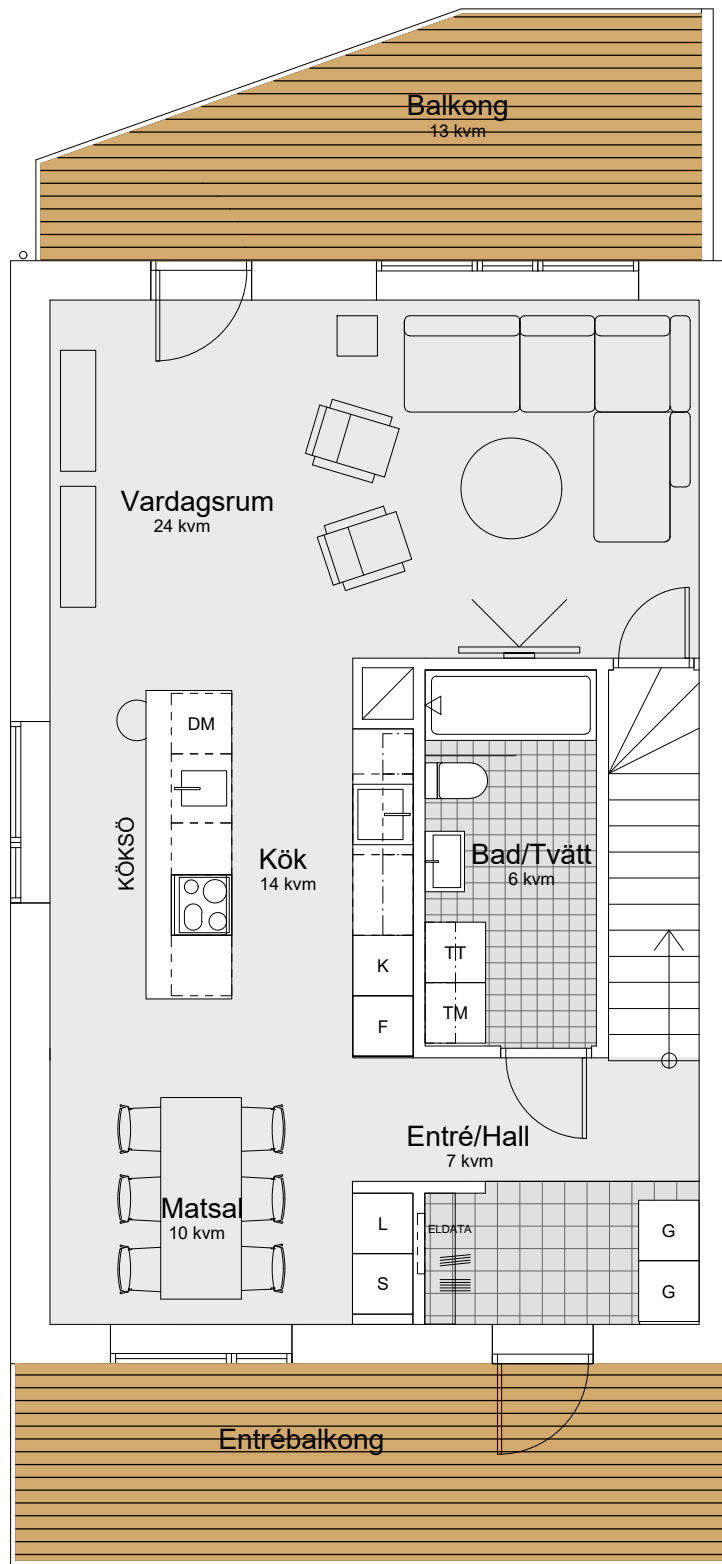 Balkong
13 kvm
Vardagsrum
24 kvm
DM
KÖKSÖ
Kök
14 kvm
Bad/Tvätt
6 kvm
K
TT
F
TM
Entré/Hall
7 kvm
Matsal
10 kvm
L
ELDATA
G
S
G
Entrébalkong